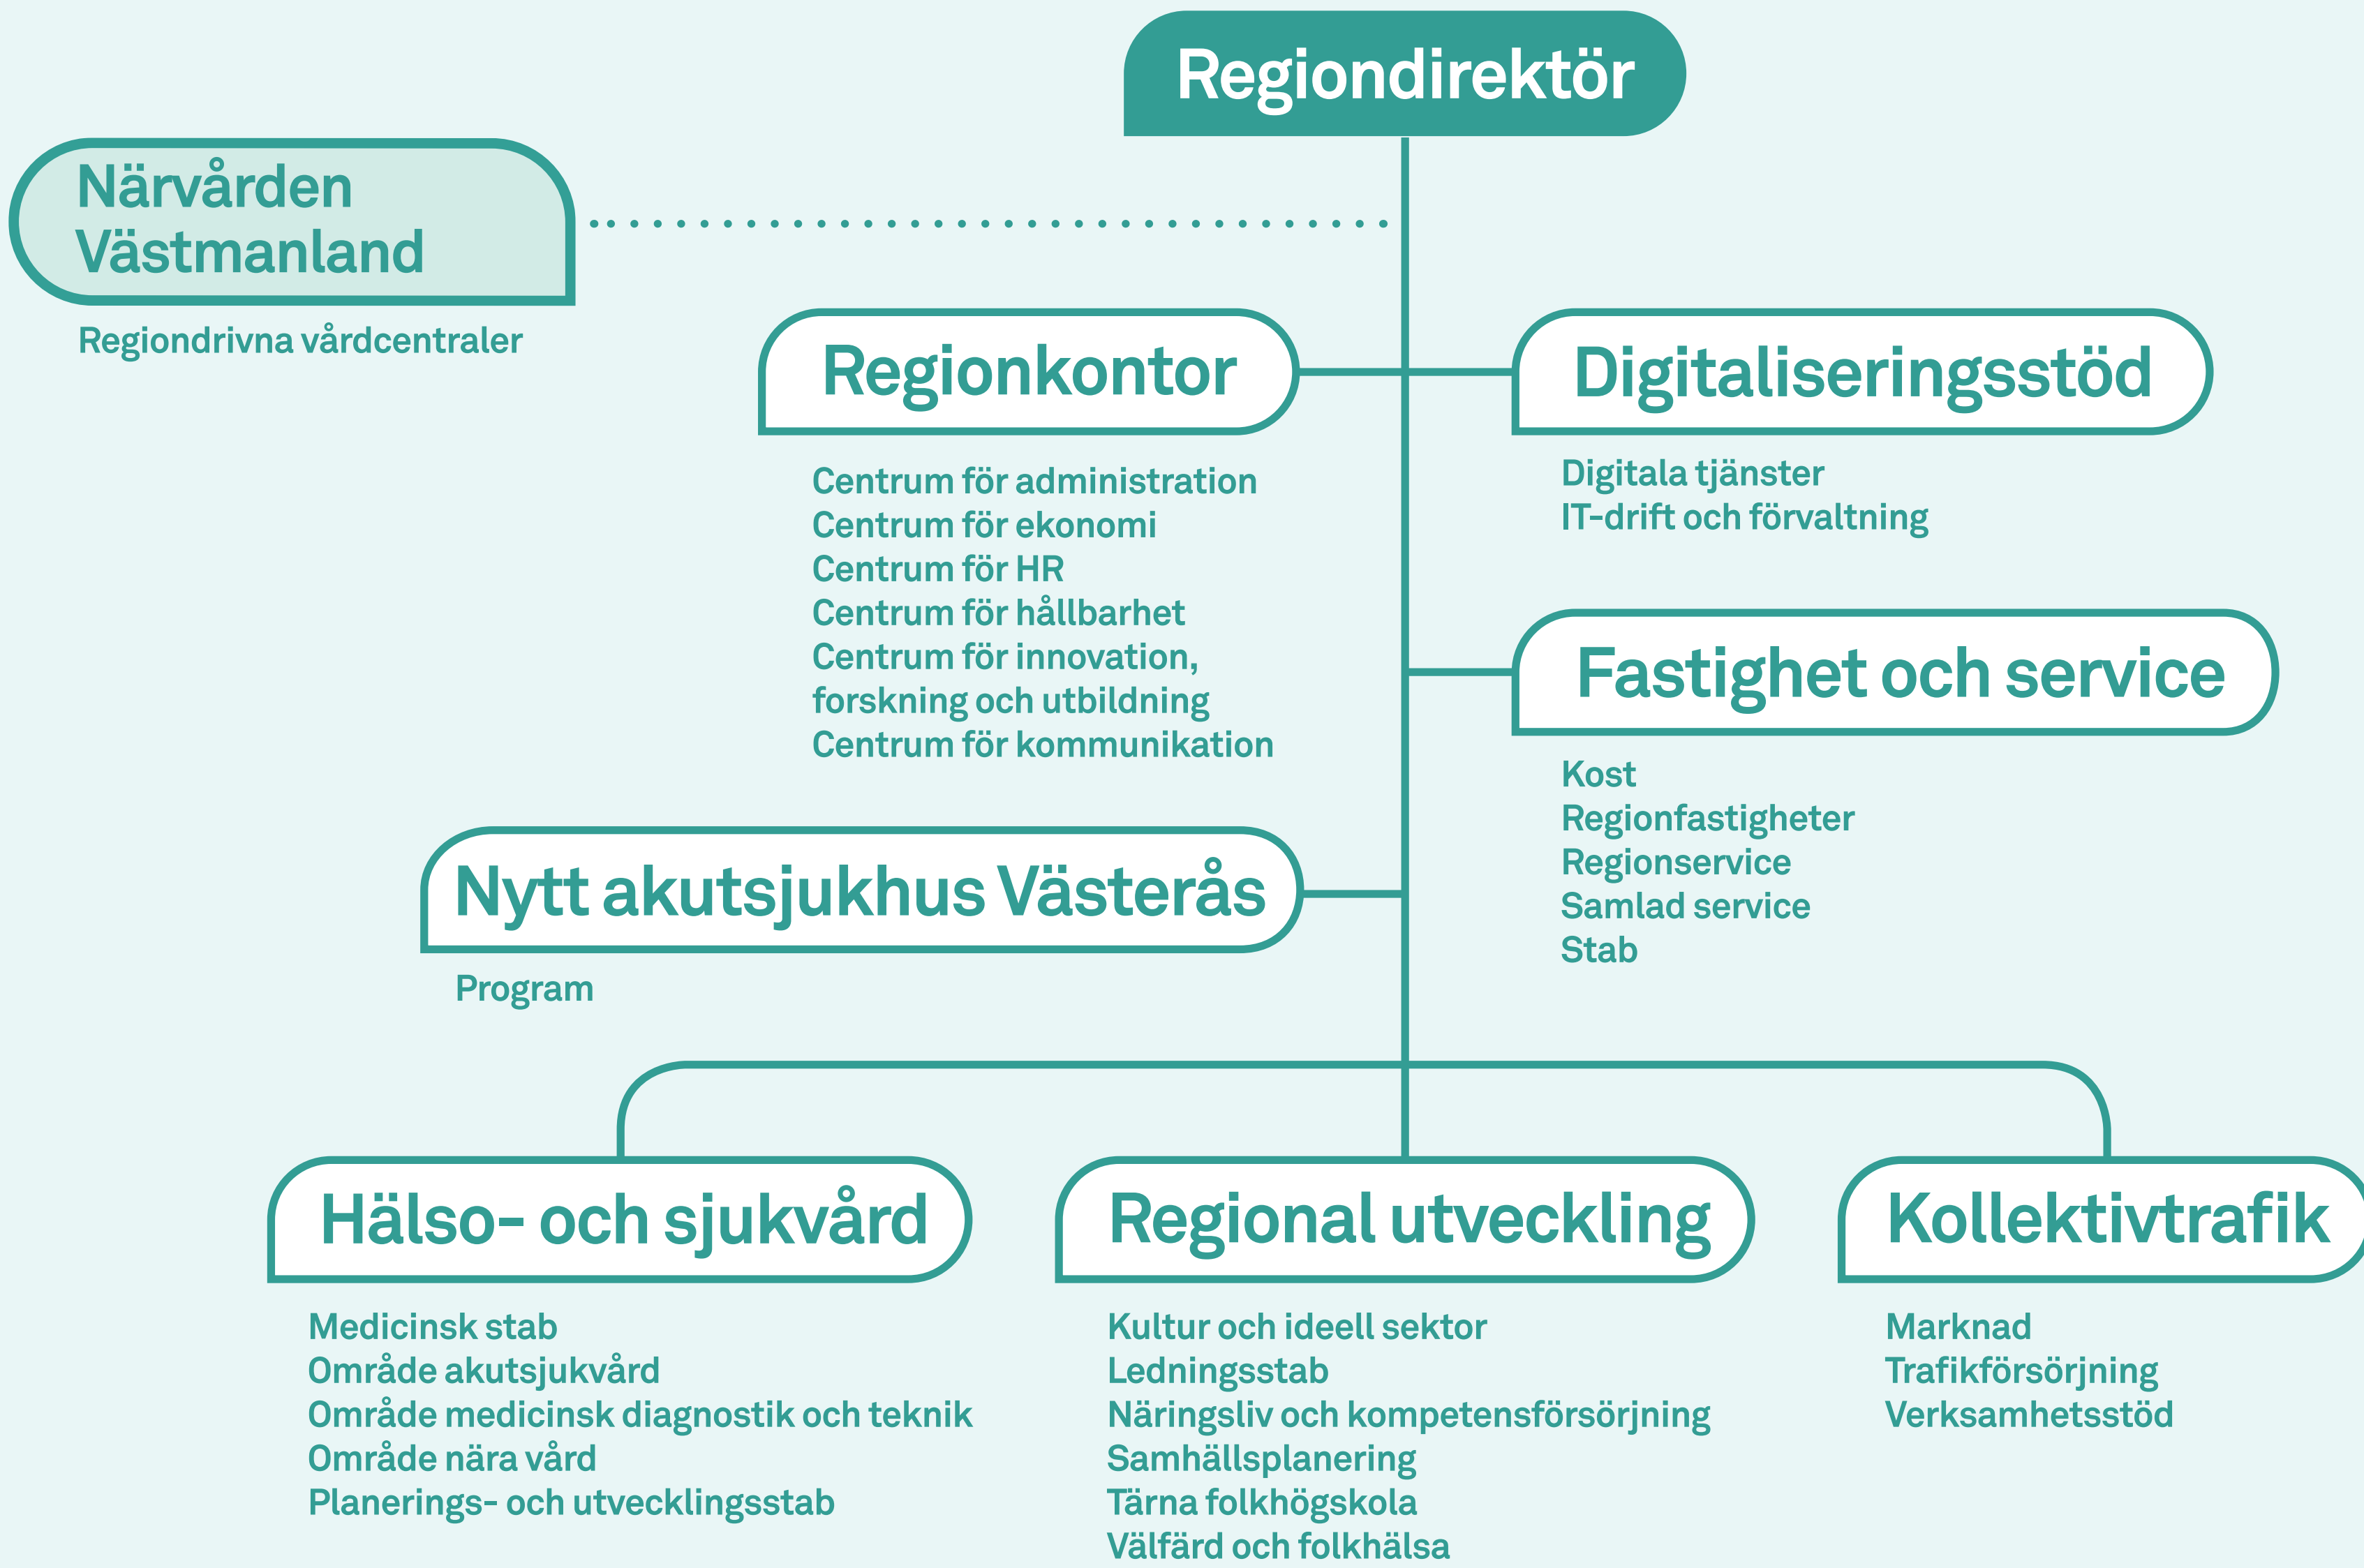 Regiondirektör
Närvården
Västmanland
Regiondrivna vårdcentraler
Regionkontor
Centrum för administration
Centrum för ekonomi
Centrum för HR
Centrum för hållbarhet
Centrum för innovation,
forskning och utbildning
Centrum för kommunikation
Digitaliseringsstöd
Digitala tjänster
IT-drift och förvaltning
Fastighet och service
Kost
Regionfastigheter
Regionservice
Samlad service
Stab
Nytt akutsjukhus Västerås
Program
Hälso- och sjukvård
Medicinsk stab
Område akutsjukvård
Område medicinsk diagnostik och teknik
Område nära vård
Planerings- och utvecklingsstab
Regional utveckling
Kultur och ideell sektor
Ledningsstab
Näringsliv och kompetensförsörjning
Samhällsplanering
Tärna folkhögskola
Välfärd och folkhälsa
Kollektivtrafik
Marknad
Trafikförsörjning
Verksamhetsstöd